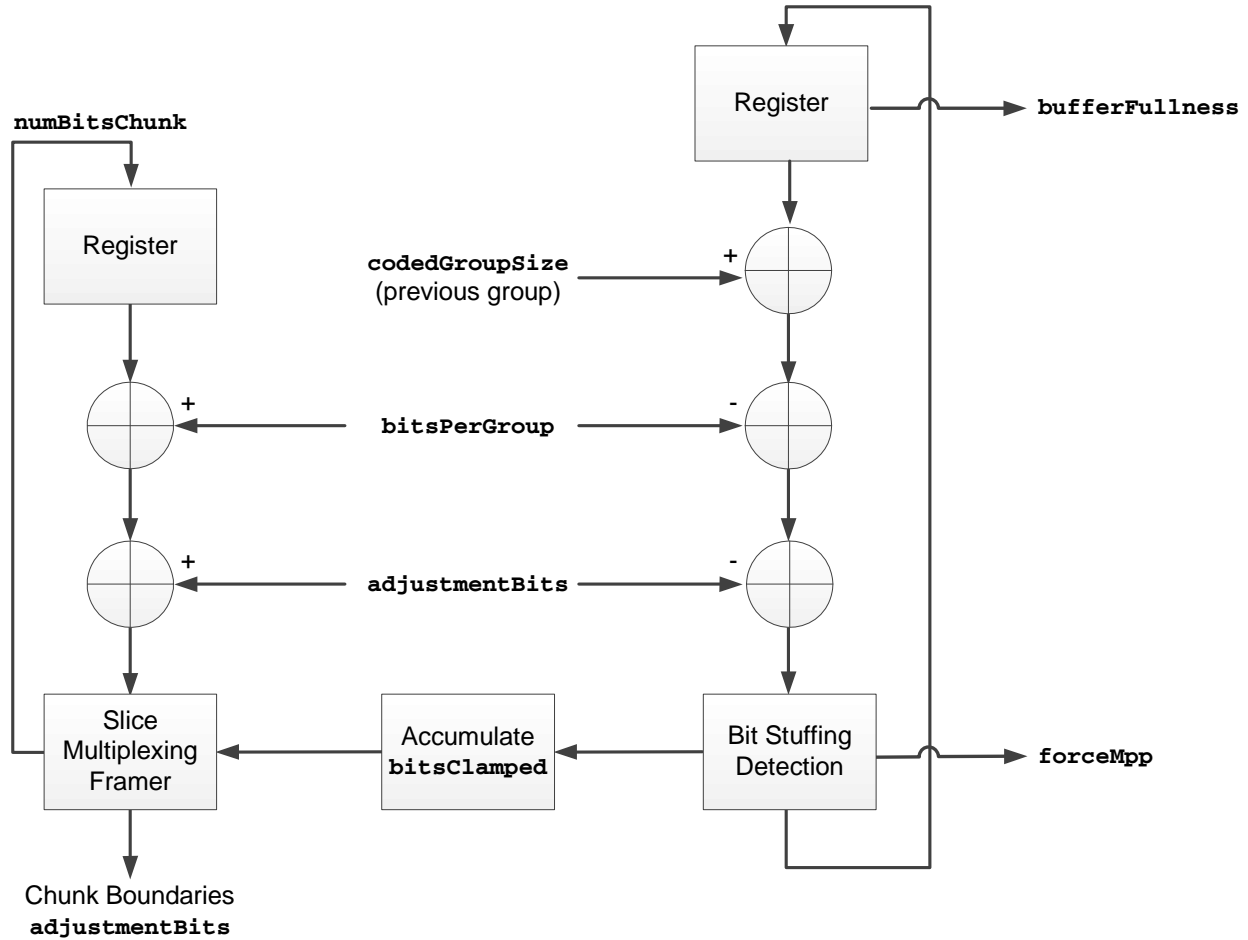 Register
bufferFullness
numBitsChunk
Register
codedGroupSize
(previous group)
+
+
bitsPerGroup
-
+
adjustmentBits
-
Slice
Multiplexing
Framer
Accumulate
bitsClamped
Bit Stuffing
Detection
forceMpp
Chunk Boundaries
adjustmentBits